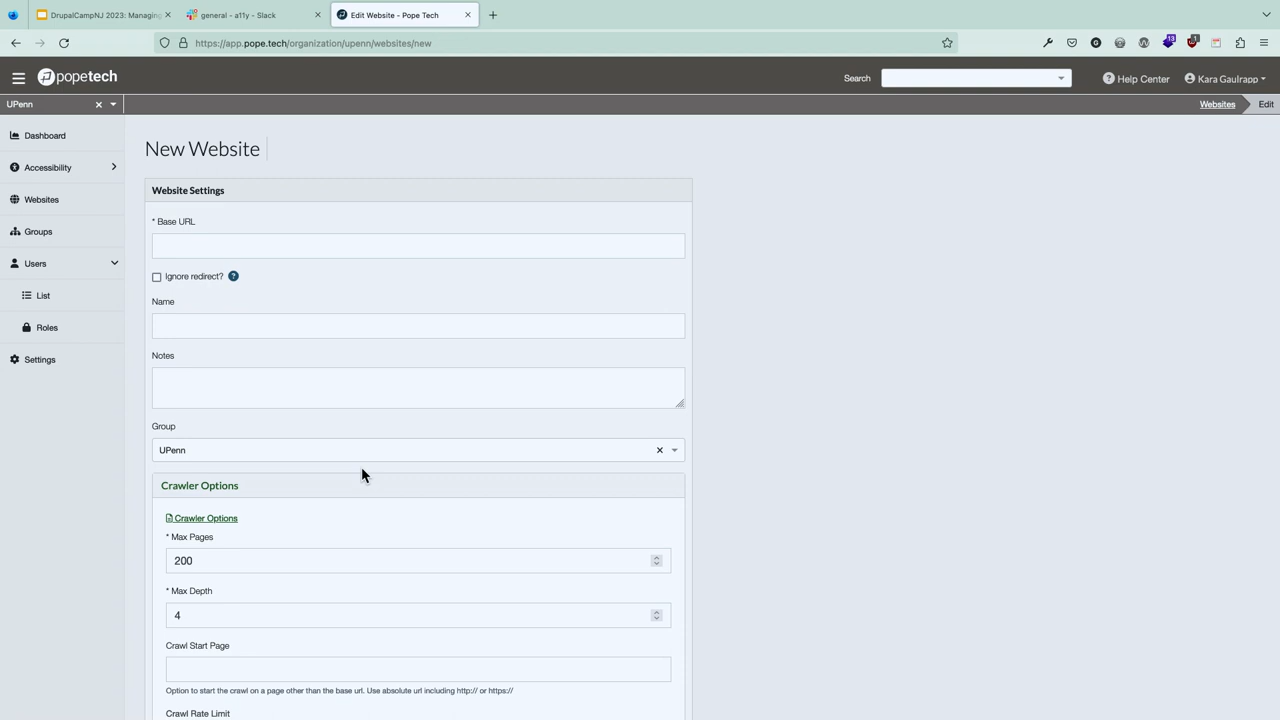 DrupalCampNJ 2023: Managing
general - a11y - Slack
Edit Website - Pope Tech
https://app.pope.tech/organization/upenn/websites/new
popetech
Search
Help Center
Kara Gaulrapp
UPenn
Websites
Edit
Dashboard
Accessibility
Websites
Groups
Users
List
Roles
Settings
New Website
Website Settings
* Base URL
Ignore redirect?
Name
Notes
Group
UPenn
Crawler Options
Crawler Options
* Max Pages
200
* Max Depth
4
Crawl Start Page
Option to start the crawl on a page other than the base url. Use absolute url including http:// or https://
Crawl Rate Limit